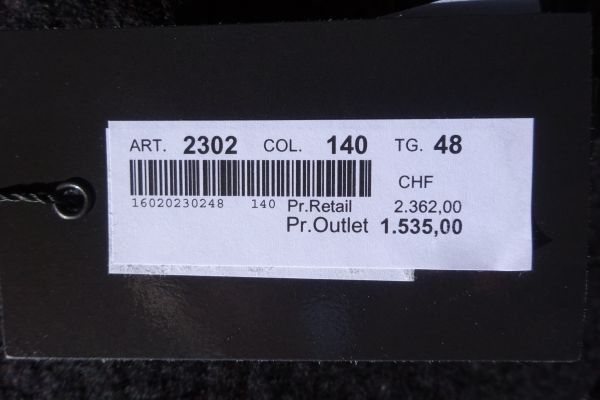 ART. 2302 COL. 140 TG. 48
CHF
16020230248 140 Pr.Retail 2.362,00
Pr.Outlet 1.535,00